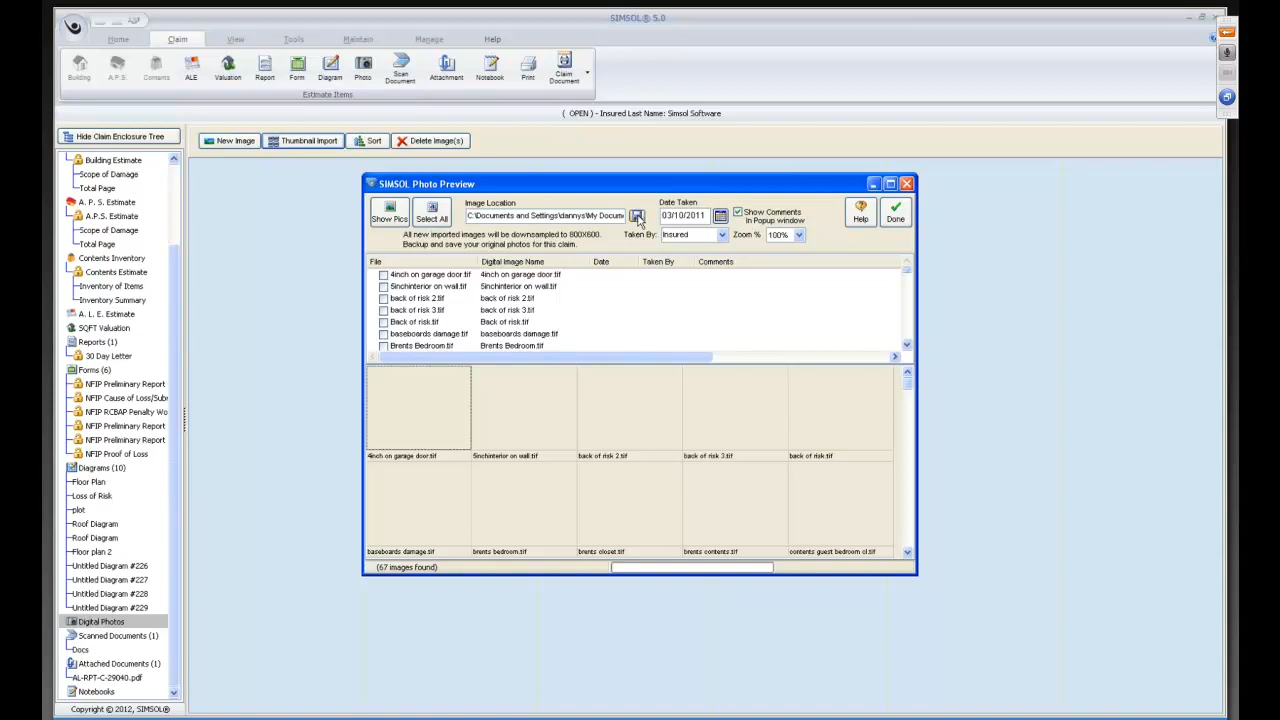 SIMSOL® 5.0
Home Claim View Tools Maintain Manage Help
Building A.P.S. Contents ALE Valuation Report Form Diagram Photo Scan Document Attachment Notebook Print Claim Document
Estimate Items
( OPEN ) - Insured Last Name: Simsol Software
Hide Claim Enclosure Tree
New Image Thumbnail Import Sort Delete Image(s)
Building Estimate
Scope of Damage
Total Page
A. P. S. Estimate
A.P.S. Estimate
Scope of Damage
Total Page
Contents Inventory
Contents Estimate
Inventory of Items
Inventory Summary
A. L. E. Estimate
SQFT Valuation
Reports (1)
30 Day Letter
Forms (6)
NFIP Preliminary Report
NFIP Cause of Loss/Sub
NFIP RCBAP Penalty Wo
NFIP Preliminary Report
NFIP Preliminary Report
NFIP Proof of Loss
Diagrams (10)
Floor Plan
Loss of Risk
plot
Roof Diagram
Roof Diagram
Floor plan 2
Untitled Diagram #226
Untitled Diagram #227
Untitled Diagram #228
Untitled Diagram #229
Digital Photos
Scanned Documents (1)
Docs
Attached Documents (1)
AL-RPT-C-29040.pdf
Notebooks
Copyright © 2012, SIMSOL®
SIMSOL Photo Preview
Show Pics Select All
Image Location
C:\Documents and Settings\dannys\My Docum
Date Taken
03/10/2011
Show Comments In Popup window
Help Done
All new imported images will be downsampled to 800X600.
Backup and save your original photos for this claim.
Taken By: Insured Zoom % 100%
File Digital Image Name Date Taken By Comments
4inch on garage door.tif 4inch on garage door.tif
5inchinterior on wall.tif 5inchinterior on wall.tif
back of risk 2.tif back of risk 2.tif
back of risk 3.tif back of risk 3.tif
Back of risk.tif Back of risk.tif
baseboards damage.tif baseboards damage.tif
Brents Bedroom.tif Brents Bedroom.tif
4inch on garage door.tif 5inchinterior on wall.tif back of risk 2.tif back of risk 3.tif back of risk.tif
baseboards damage.tif brents bedroom.tif brents closet.tif brents contents.tif contents guest bedroom cl.tif
(67 images found)